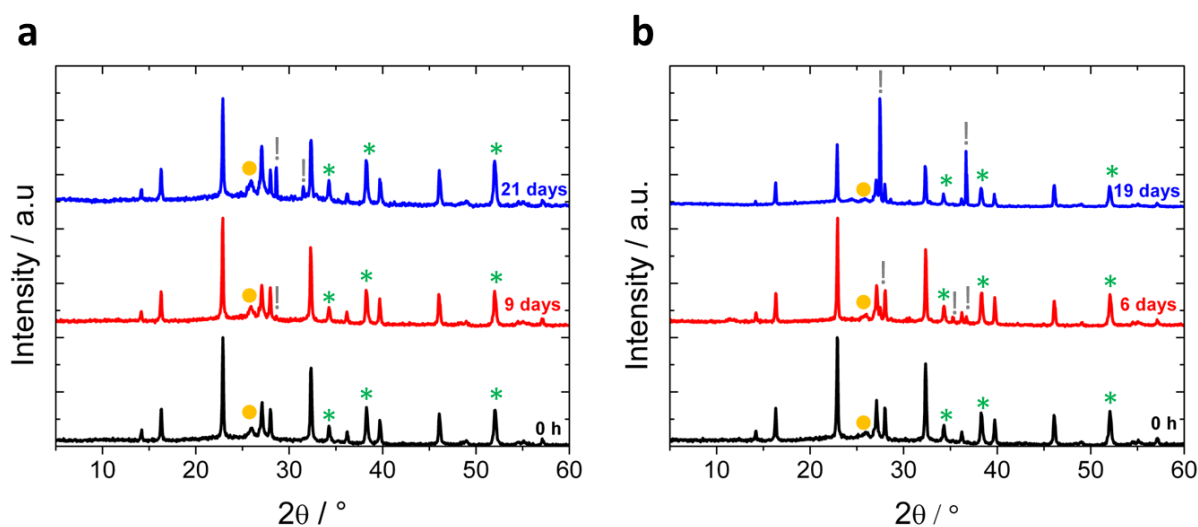 a
b
Intensity / a.u
21 days
9 days
0 h
10 20 30 40 50 60
2θ / °
Intensity / a.u.
19 days
6 days
0 h
10 20 30 40 50 60
2θ / °
! ! * * *
! * * *
* * *
! ! * * *
! ! ! * * *
* * *